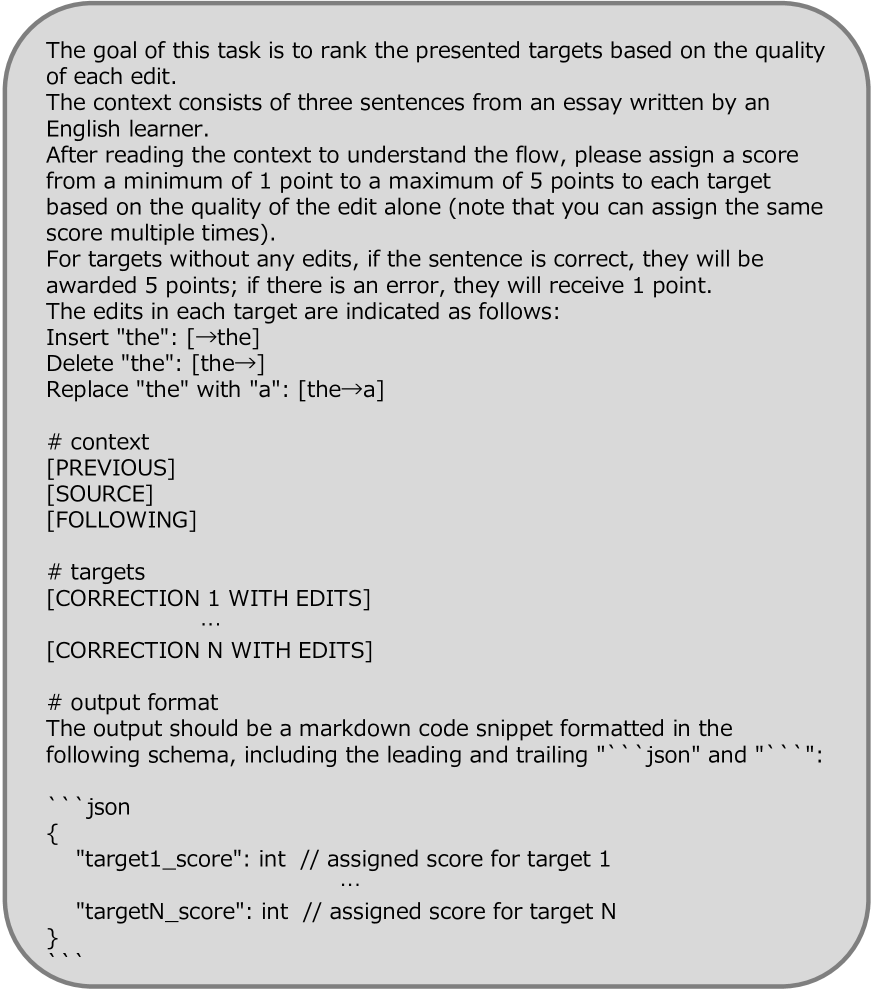 The goal of this task is to rank the presented targets based on the quality
of each edit.
The context consists of three sentences from an essay written by an
English learner.
After reading the context to understand the flow, please assign a score
from a minimum of 1 point to a maximum of 5 points to each target
based on the quality of the edit alone (note that you can assign the same
score multiple times).
For targets without any edits, if the sentence is correct, they will be
awarded 5 points; if there is an error, they will receive 1 point.
The edits in each target are indicated as follows:
Insert "the": [→the]
Delete "the": [the→]
Replace "the" with "a": [the→a]

# context
[PREVIOUS]
[SOURCE]
[FOLLOWING]

# targets
[CORRECTION 1 WITH EDITS]
…
[CORRECTION N WITH EDITS]

# output format
The output should be a markdown code snippet formatted in the
following schema, including the leading and trailing "```json" and "```":

```json
{
"target1_score": int // assigned score for target 1
…
"targetN_score": int // assigned score for target N
}
```